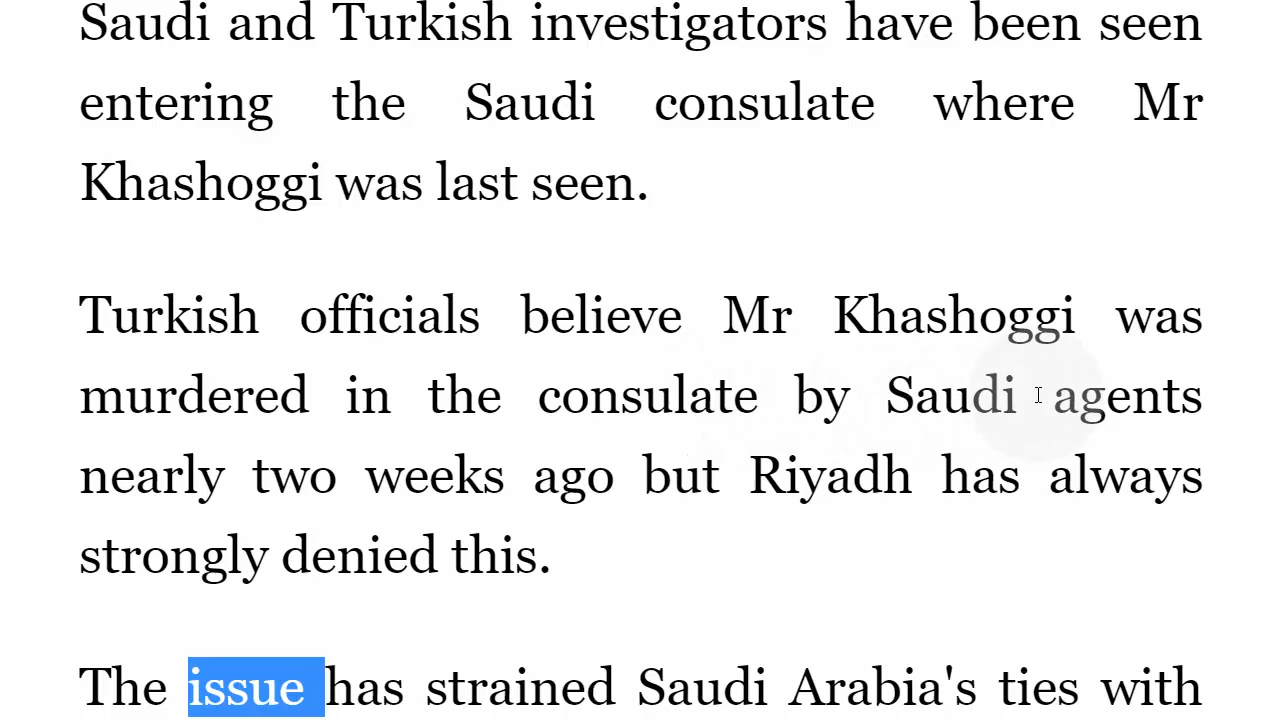 Saudi and Turkish investigators have been seen
entering the Saudi consulate where Mr
Khashoggi was last seen.
Turkish officials believe Mr Khashoggi was
murdered in the consulate by Saudi agents
nearly two weeks ago but Riyadh has always
strongly denied this.
The issue has strained Saudi Arabia's ties with